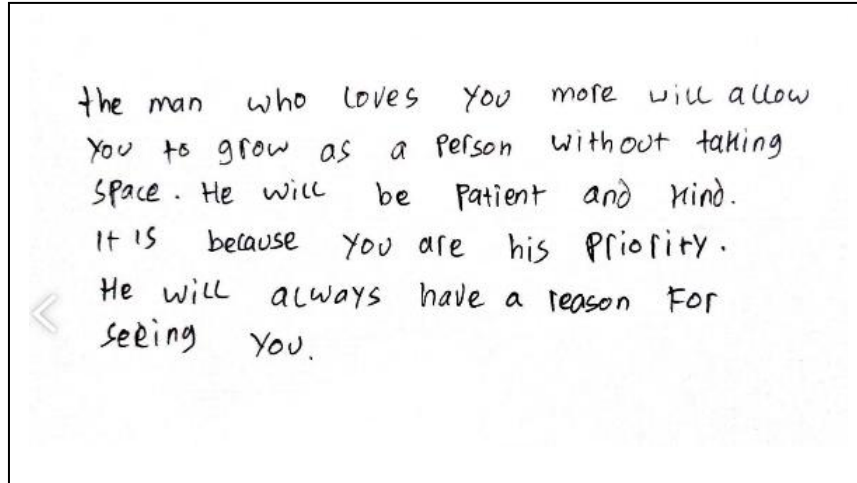 the man who loves you more will allow
you to grow as a person without taking
space. He will be patient and kind.
It is because you are his priority.
He will always have a reason For
seeing you.